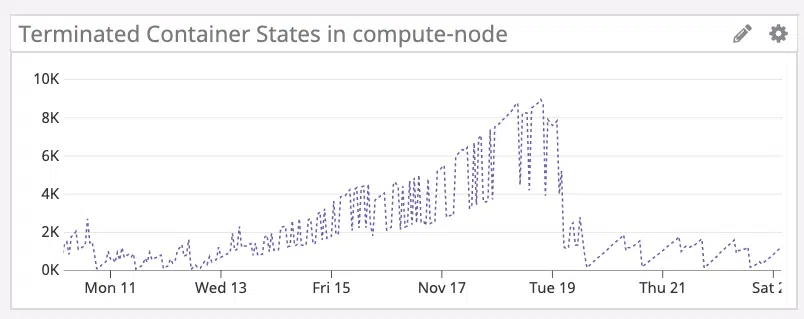 Terminated Container States in compute-node
10K
8K
6K
4K
2K
0K
Mon 11 Wed 13 Fri 15 Nov 17 Tue 19 Thu 21 Sat